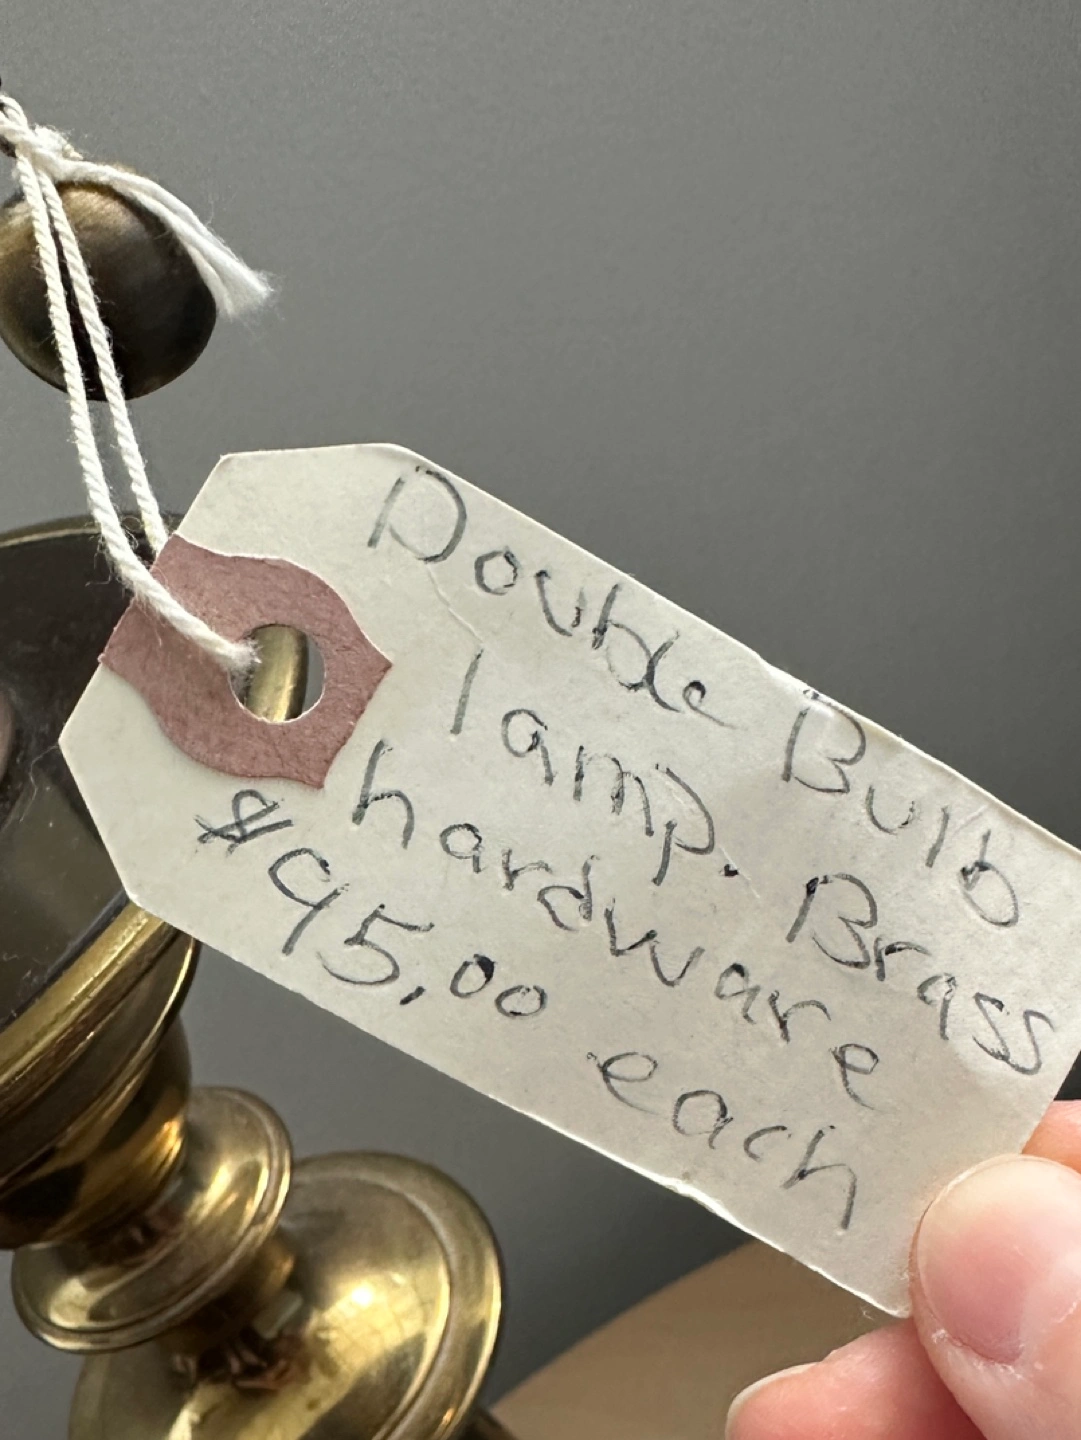 Double Bulb
lamp. Brass
hardware
$95.00 each